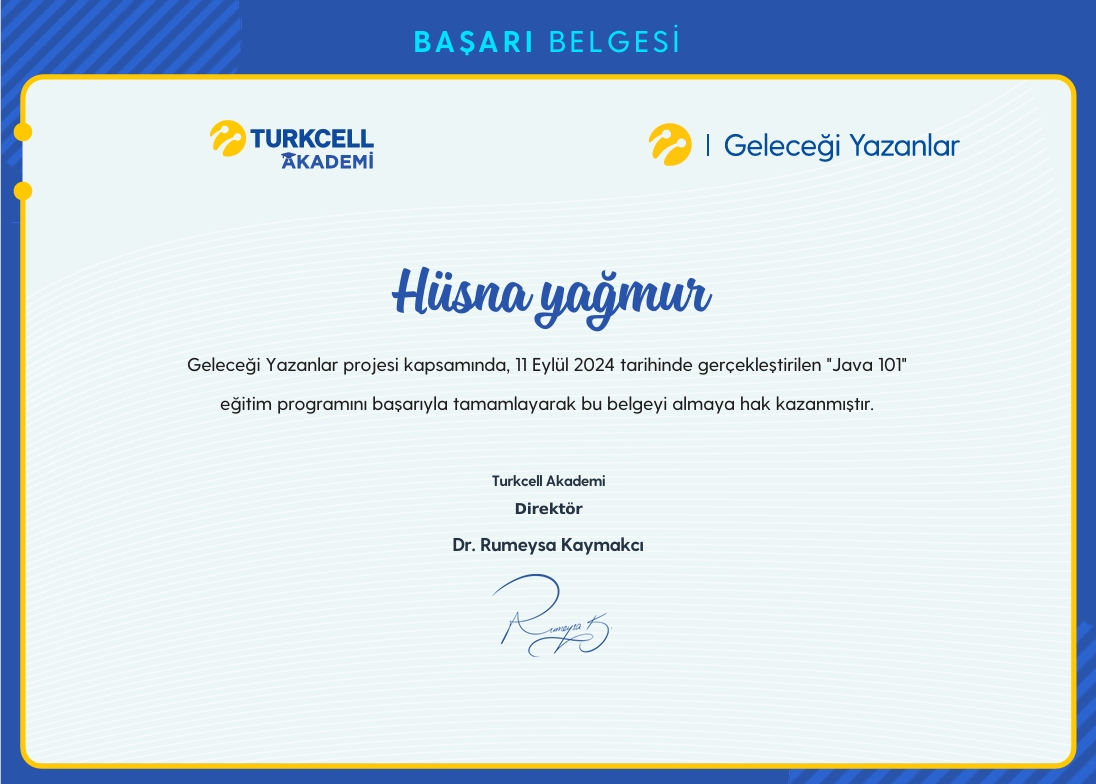 BAŞARI BELGESİ
TURKCELL
AKADEMİ
Geleceği Yazanlar
Hüsna yağmur
Geleceği Yazanlar projesi kapsamında, 11 Eylül 2024 tarihinde gerçekleştirilen "Java 101"
eğitim programını başarıyla tamamlayarak bu belgeyi almaya hak kazanmıştır.
Turkcell Akademi
Direktör
Dr. Rumeysa Kaymakcı
Rumeysa K